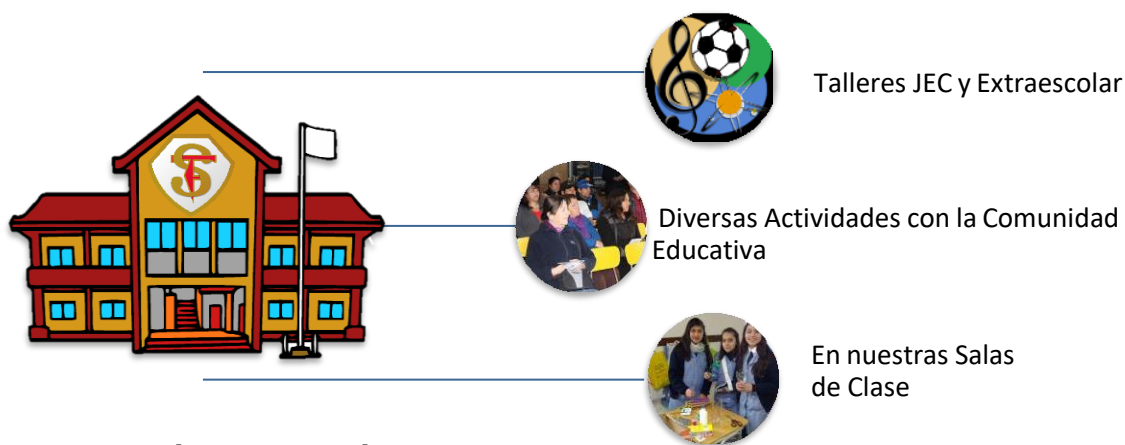 Talleres JEC y Extraescolar
Diversas Actividades con la Comunidad
Educativa
En nuestras Salas
de Clase